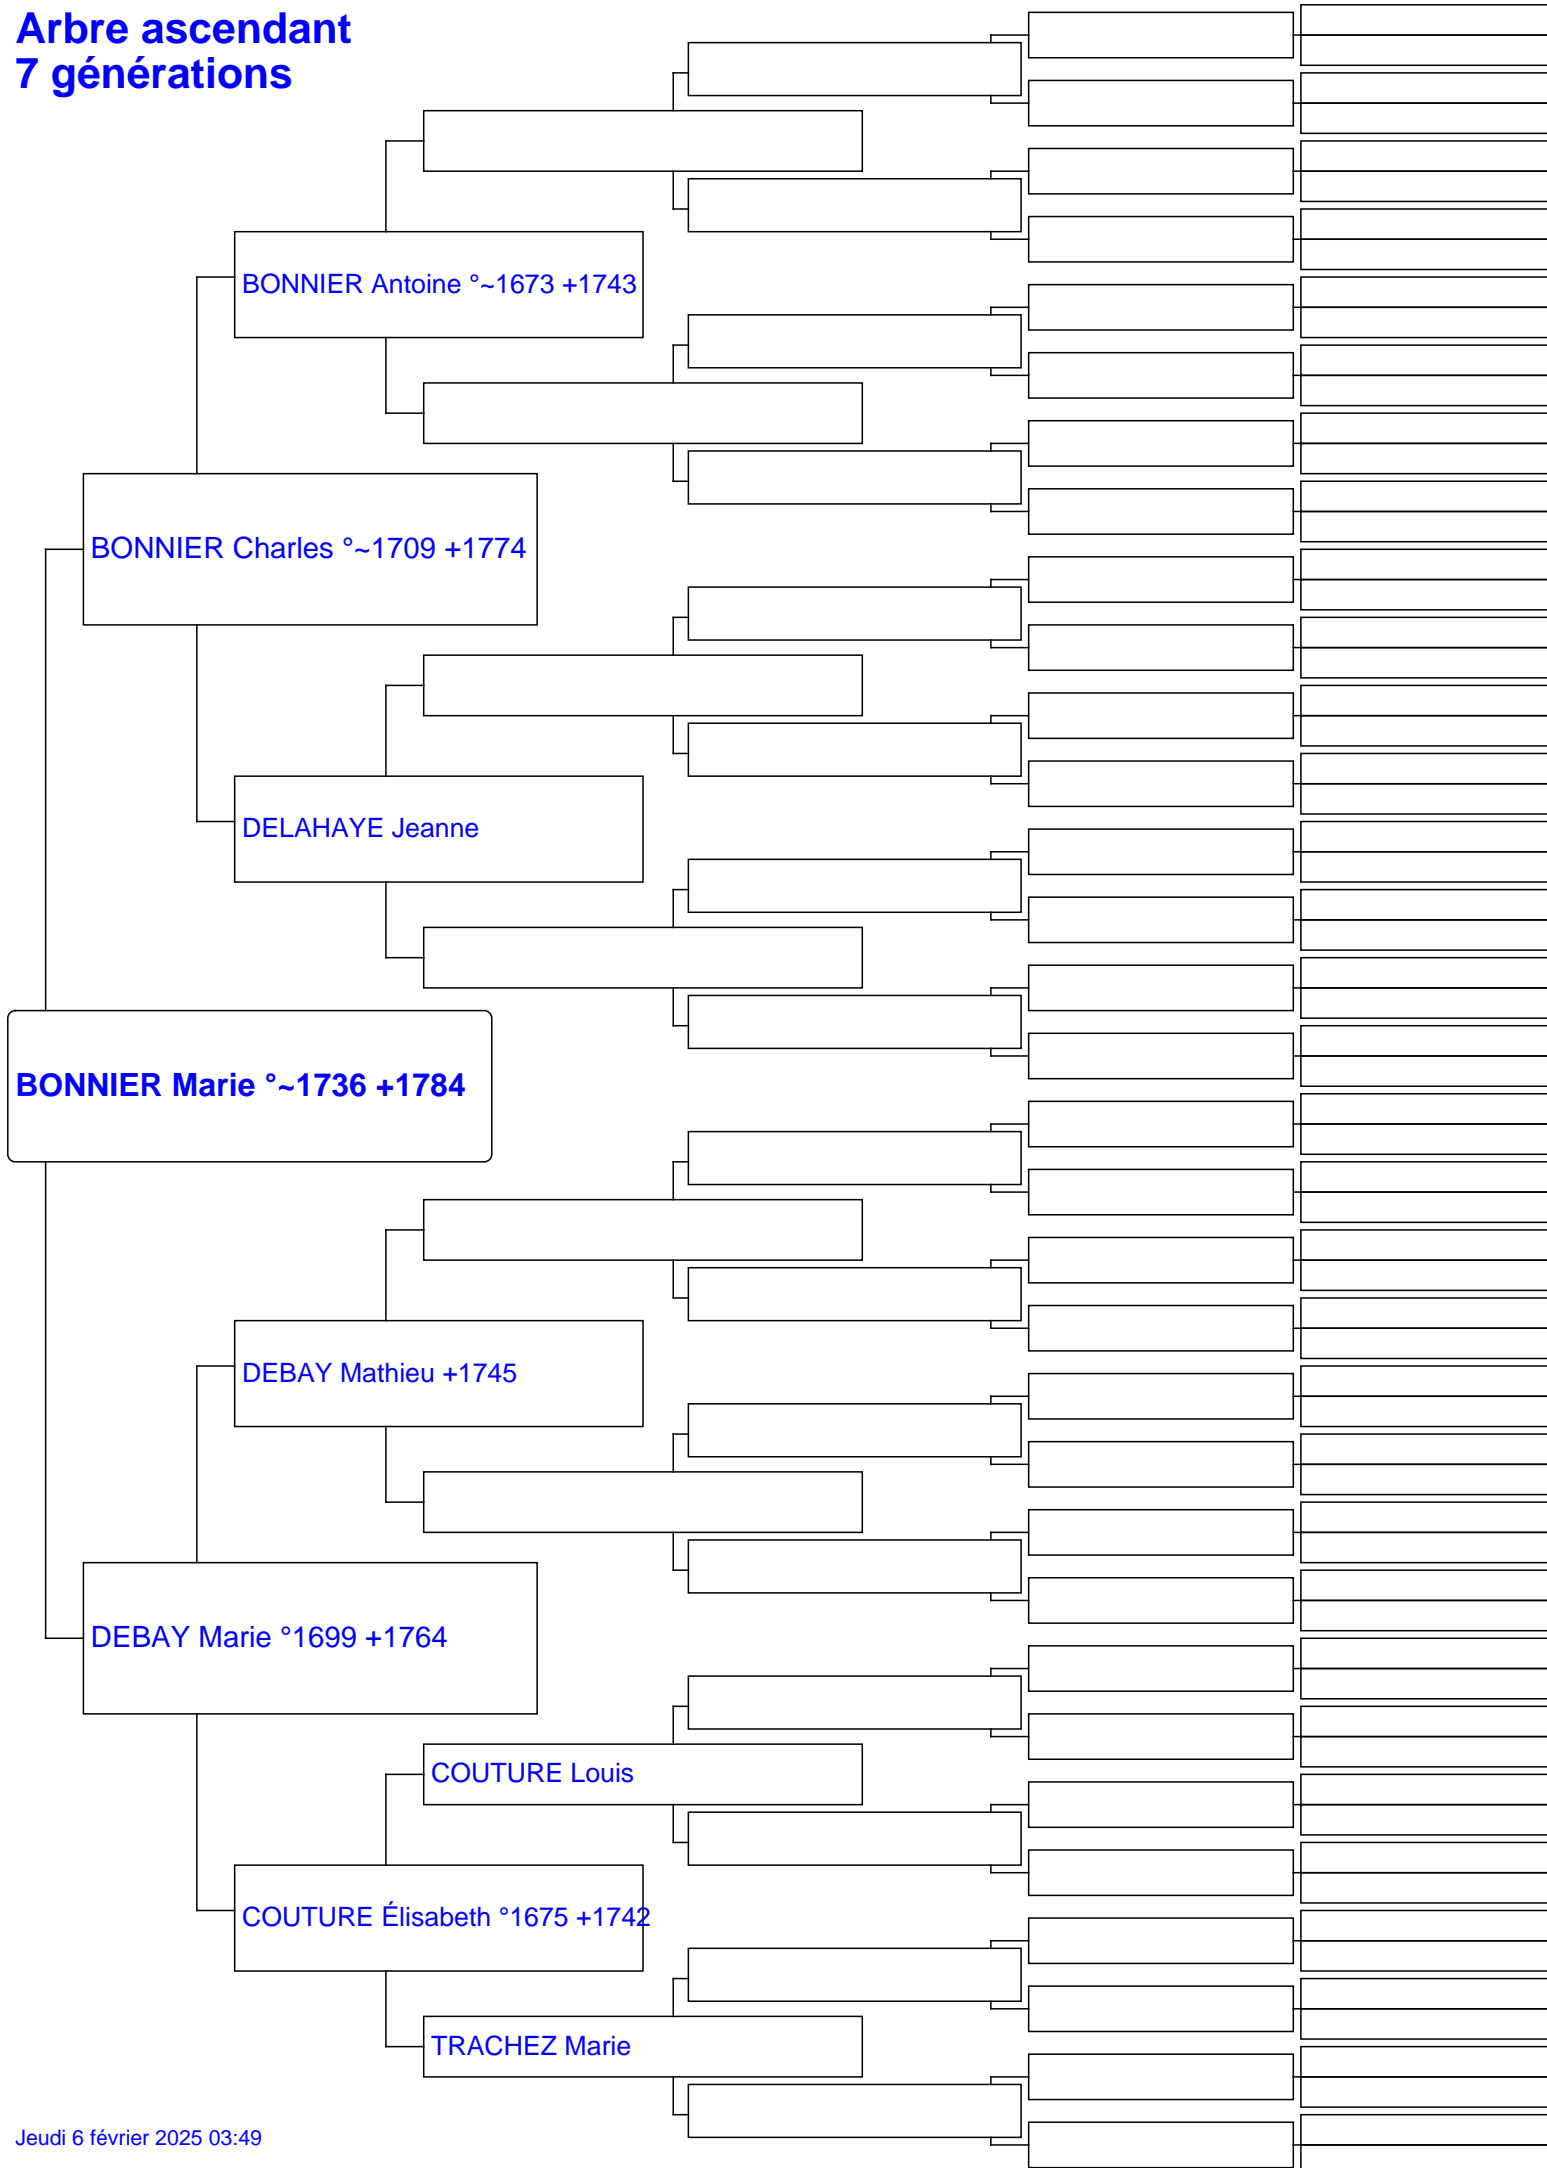 Arbre ascendant
7 générations
BONNIER Antoine °~1673 +1743
BONNIER Charles °~1709 +1774
DELAHAYE Jeanne
BONNIER Marie °~1736 +1784
DEBAY Mathieu +1745
DEBAY Marie °1699 +1764
COUTURE Louis
COUTURE Élisabeth °1675 +1742
TRACHEZ Marie
Jeudi 6 février 2025 03:49